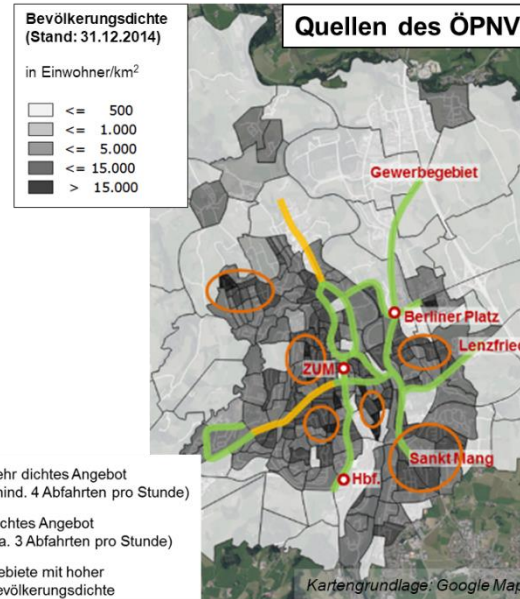 Bevölkerungsdichte
(Stand: 31.12.2014)
in Einwohner/km²
<= 500
<= 1.000
<= 5.000
<= 15.000
> 15.000
Quellen des ÖPNV
Gewerbegebiet
Berliner Platz
Lenzfried
ZUM
Sankt Mang
Hbf.
ehr dichtes Angebot
mind. 4 Abfahrten pro Stunde)
chtes Angebot
a. 3 Abfahrten pro Stunde)
ebiete mit hoher
evölkerungsdichte
Kartengrundlage: Google Map